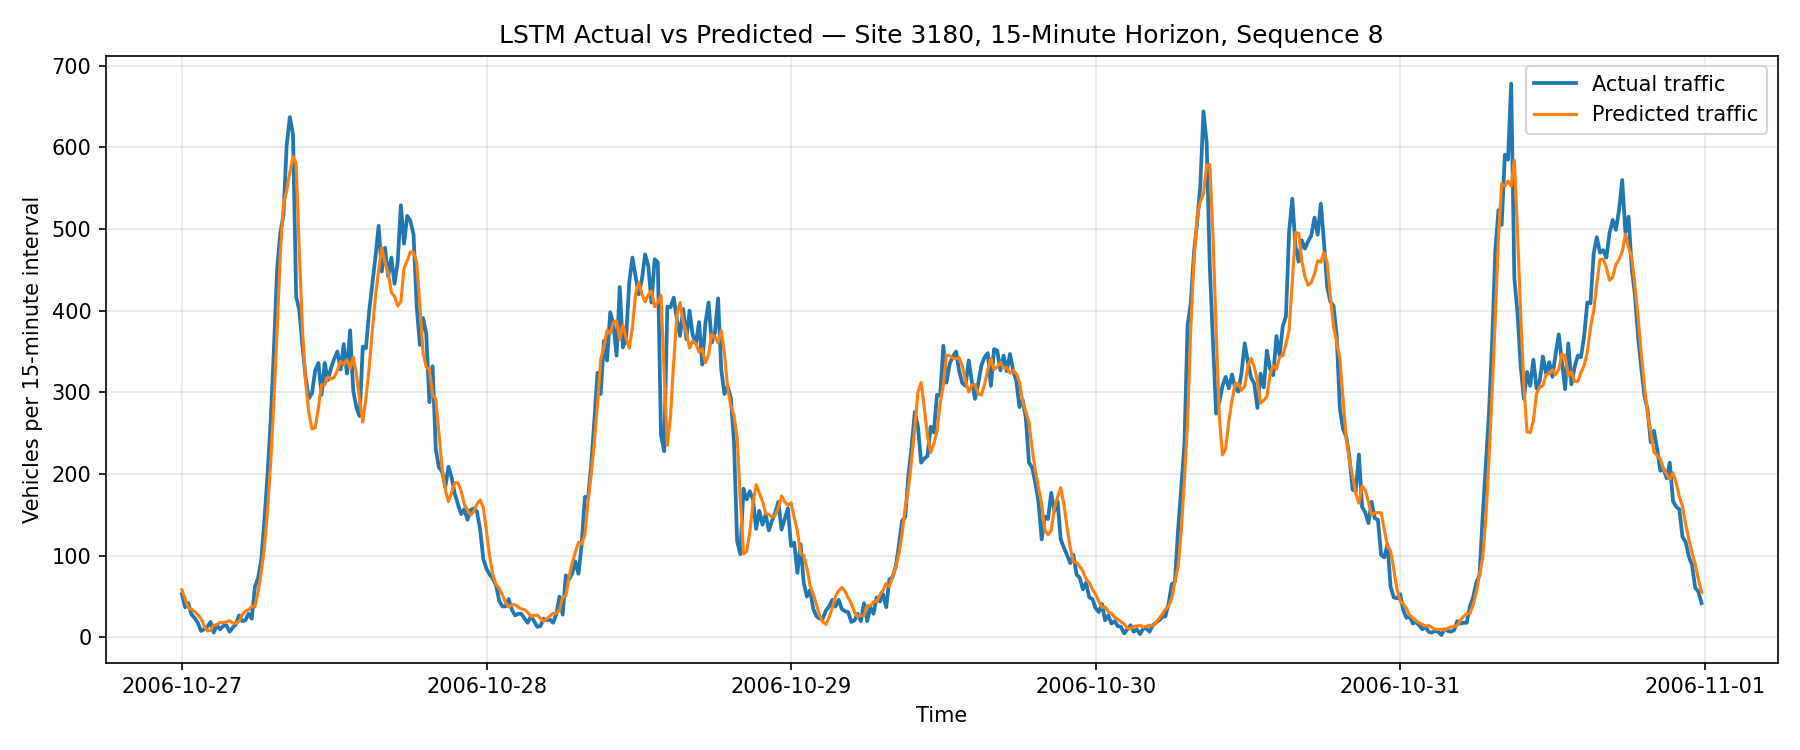 LSTM Actual vs Predicted — Site 3180, 15-Minute Horizon, Sequence 8
Actual traffic
Predicted traffic
Vehicles per 15-minute interval
700
600
500
400
300
200
100
0
2006-10-27
2006-10-28
2006-10-29
2006-10-30
2006-10-31
2006-11-01
Time